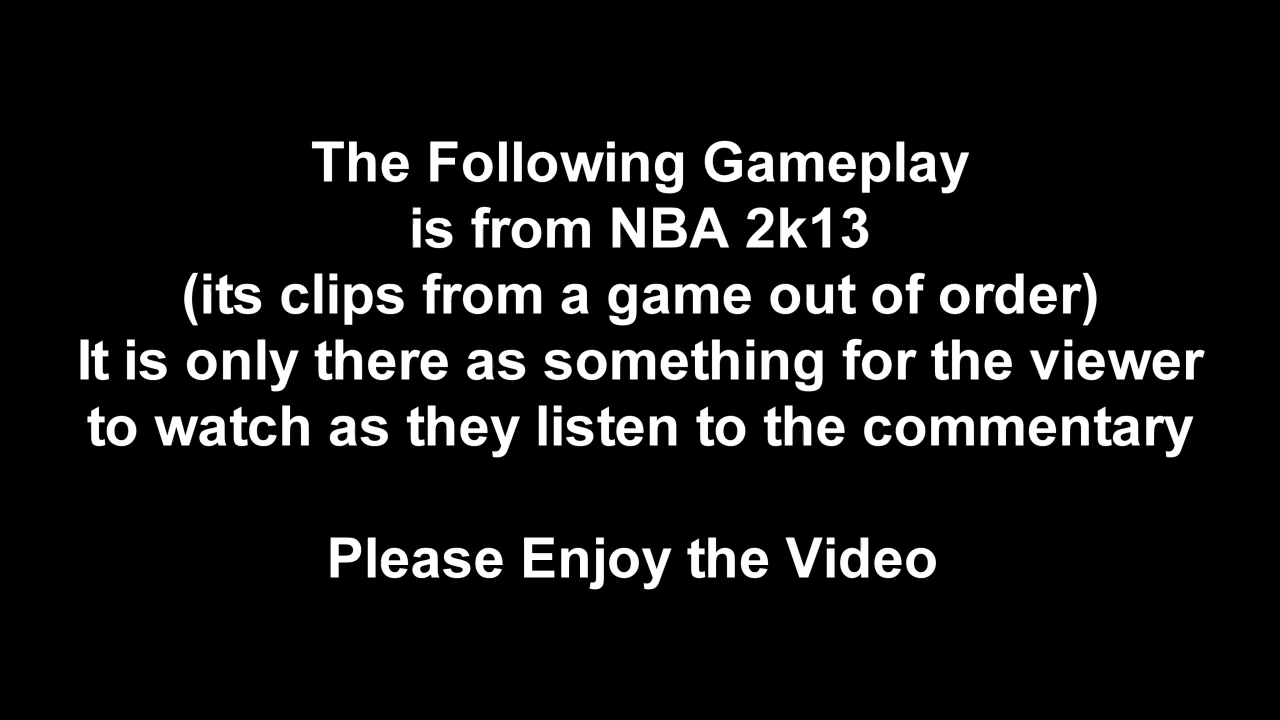 The Following Gameplay
is from NBA 2k13
(its clips from a game out of order)
It is only there as something for the viewer
to watch as they listen to the commentary
Please Enjoy the Video